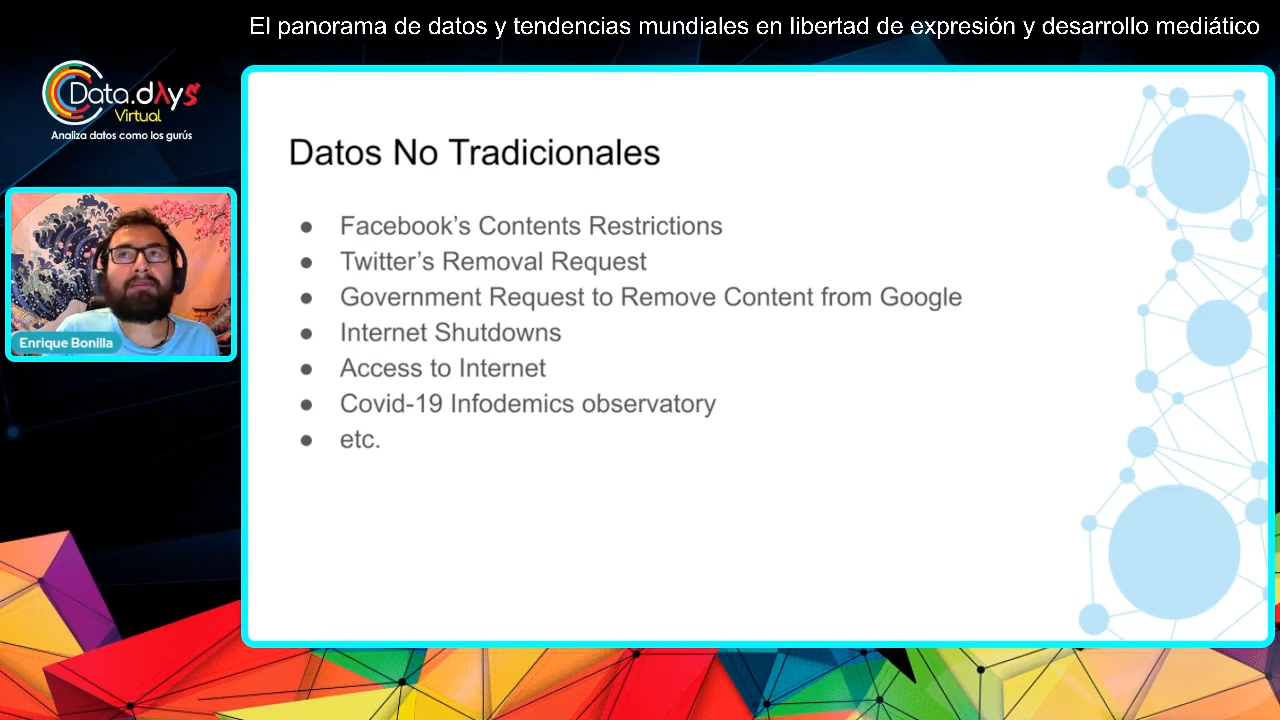 El panorama de datos y tendencias mundiales en libertad de expresión y desarrollo mediático
Data.dAys
Virtual
Analiza datos como los gurús
Enrique Bonilla
Datos No Tradicionales
● Facebook’s Contents Restrictions
● Twitter’s Removal Request
● Government Request to Remove Content from Google
● Internet Shutdowns
● Access to Internet
● Covid-19 Infodemics observatory
● etc.